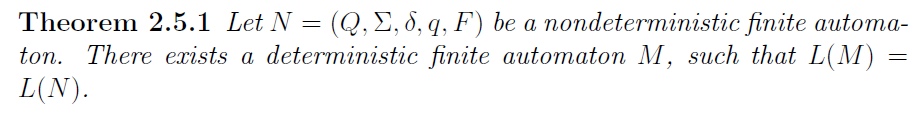 Theorem 2.5.1 Let N = (Q, Σ, δ, q, F) be a nondeterministic finite automa-
ton. There exists a deterministic finite automaton M, such that L(M) =
L(N).